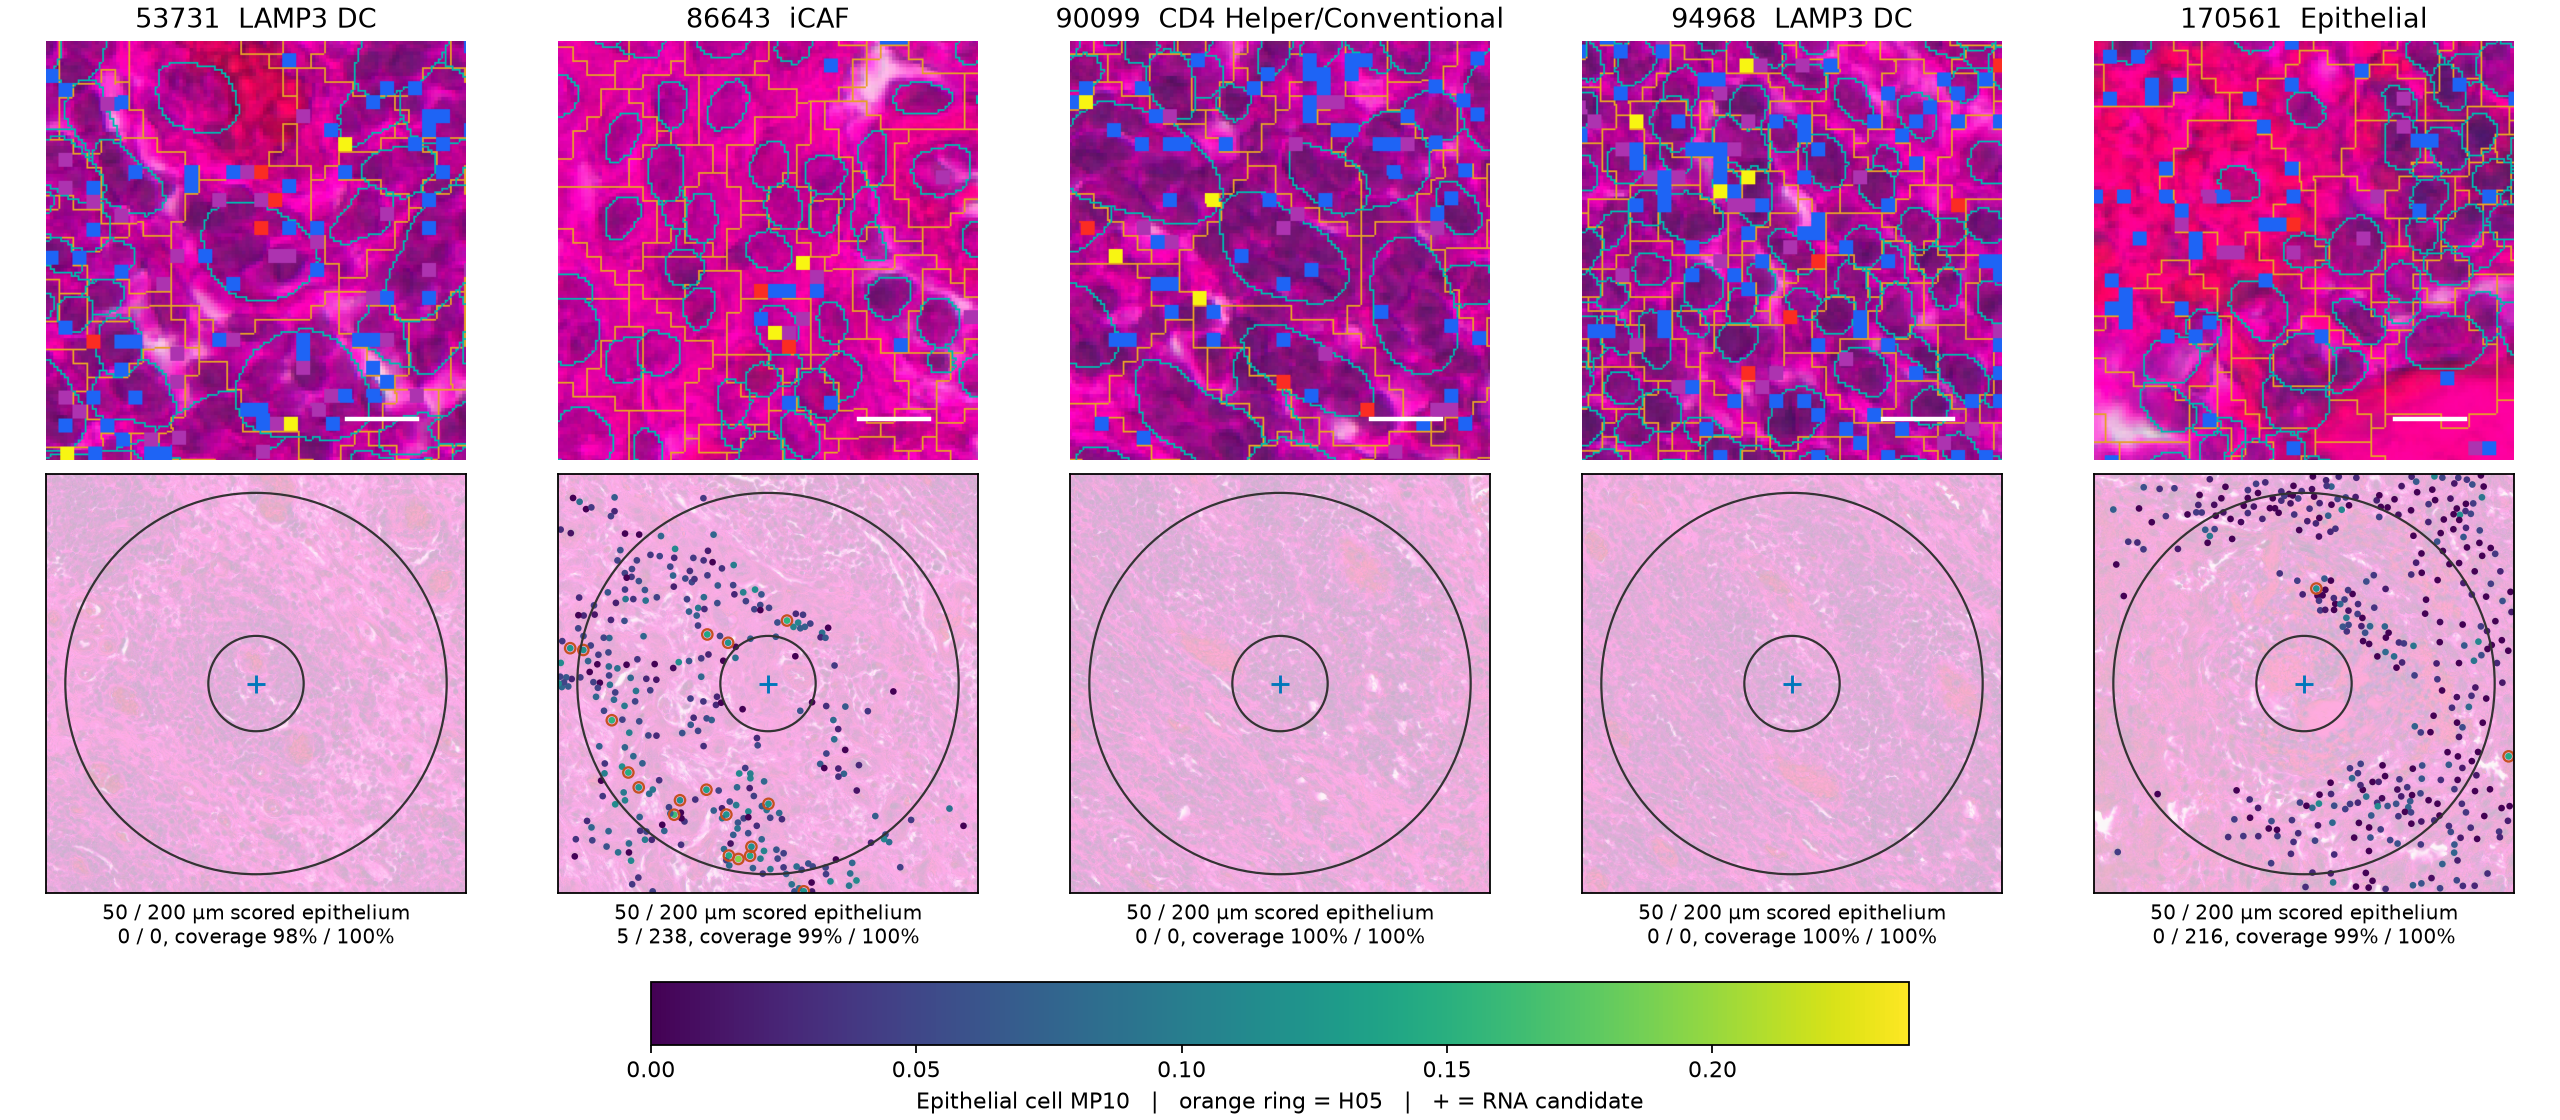 53731 LAMP3 DC
86643 iCAF
90099 CD4 Helper/Conventional
94968 LAMP3 DC
170561 Epithelial
50 / 200 µm scored epithelium
0 / 0, coverage 98% / 100%
50 / 200 µm scored epithelium
5 / 238, coverage 99% / 100%
50 / 200 µm scored epithelium
0 / 0, coverage 100% / 100%
50 / 200 µm scored epithelium
0 / 0, coverage 100% / 100%
50 / 200 µm scored epithelium
0 / 216, coverage 99% / 100%
0.00 0.05 0.10 0.15 0.20
Epithelial cell MP10 | orange ring = H05 | + = RNA candidate